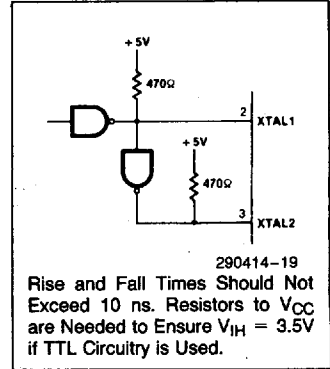 +5V
470Ω
2
XTAL1
+5V
470Ω
3
XTAL2
290414–19
Rise and Fall Times Should Not
Exceed 10 ns. Resistors to VCC
are Needed to Ensure VIH = 3.5V
if TTL Circuitry is Used.